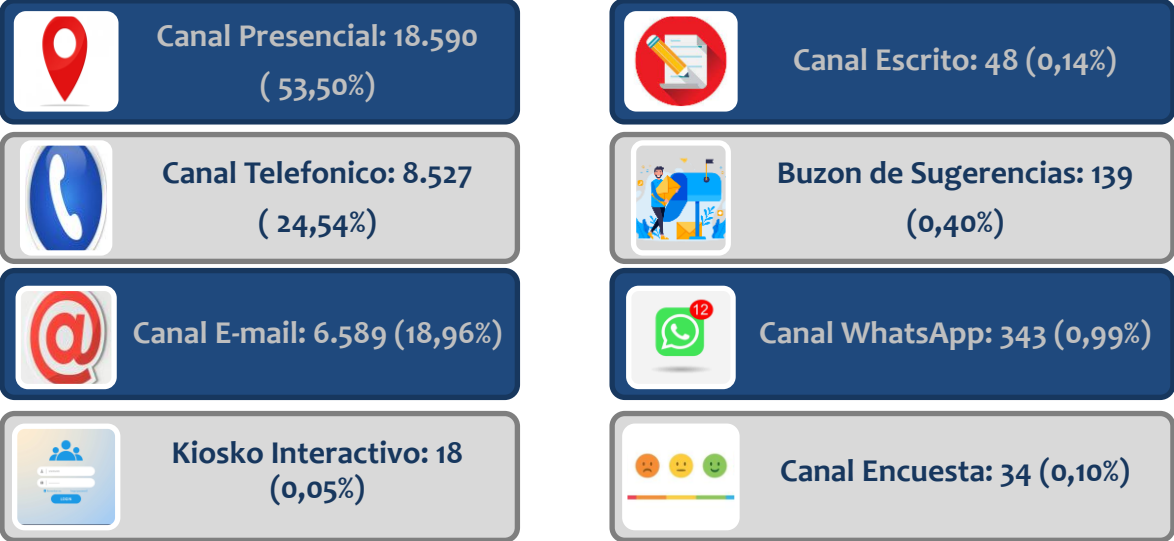 Canal Presencial: 18.590
( 53,50%)
Canal Telefonico: 8.527
( 24,54%)
Canal E-mail: 6.589 (18,96%)
Kiosko Interactivo: 18
(0,05%)
Canal Escrito: 48 (0,14%)
Buzon de Sugerencias: 139
(0,40%)
12
Canal WhatsApp: 343 (0,99%)
Canal Encuesta: 34 (0,10%)